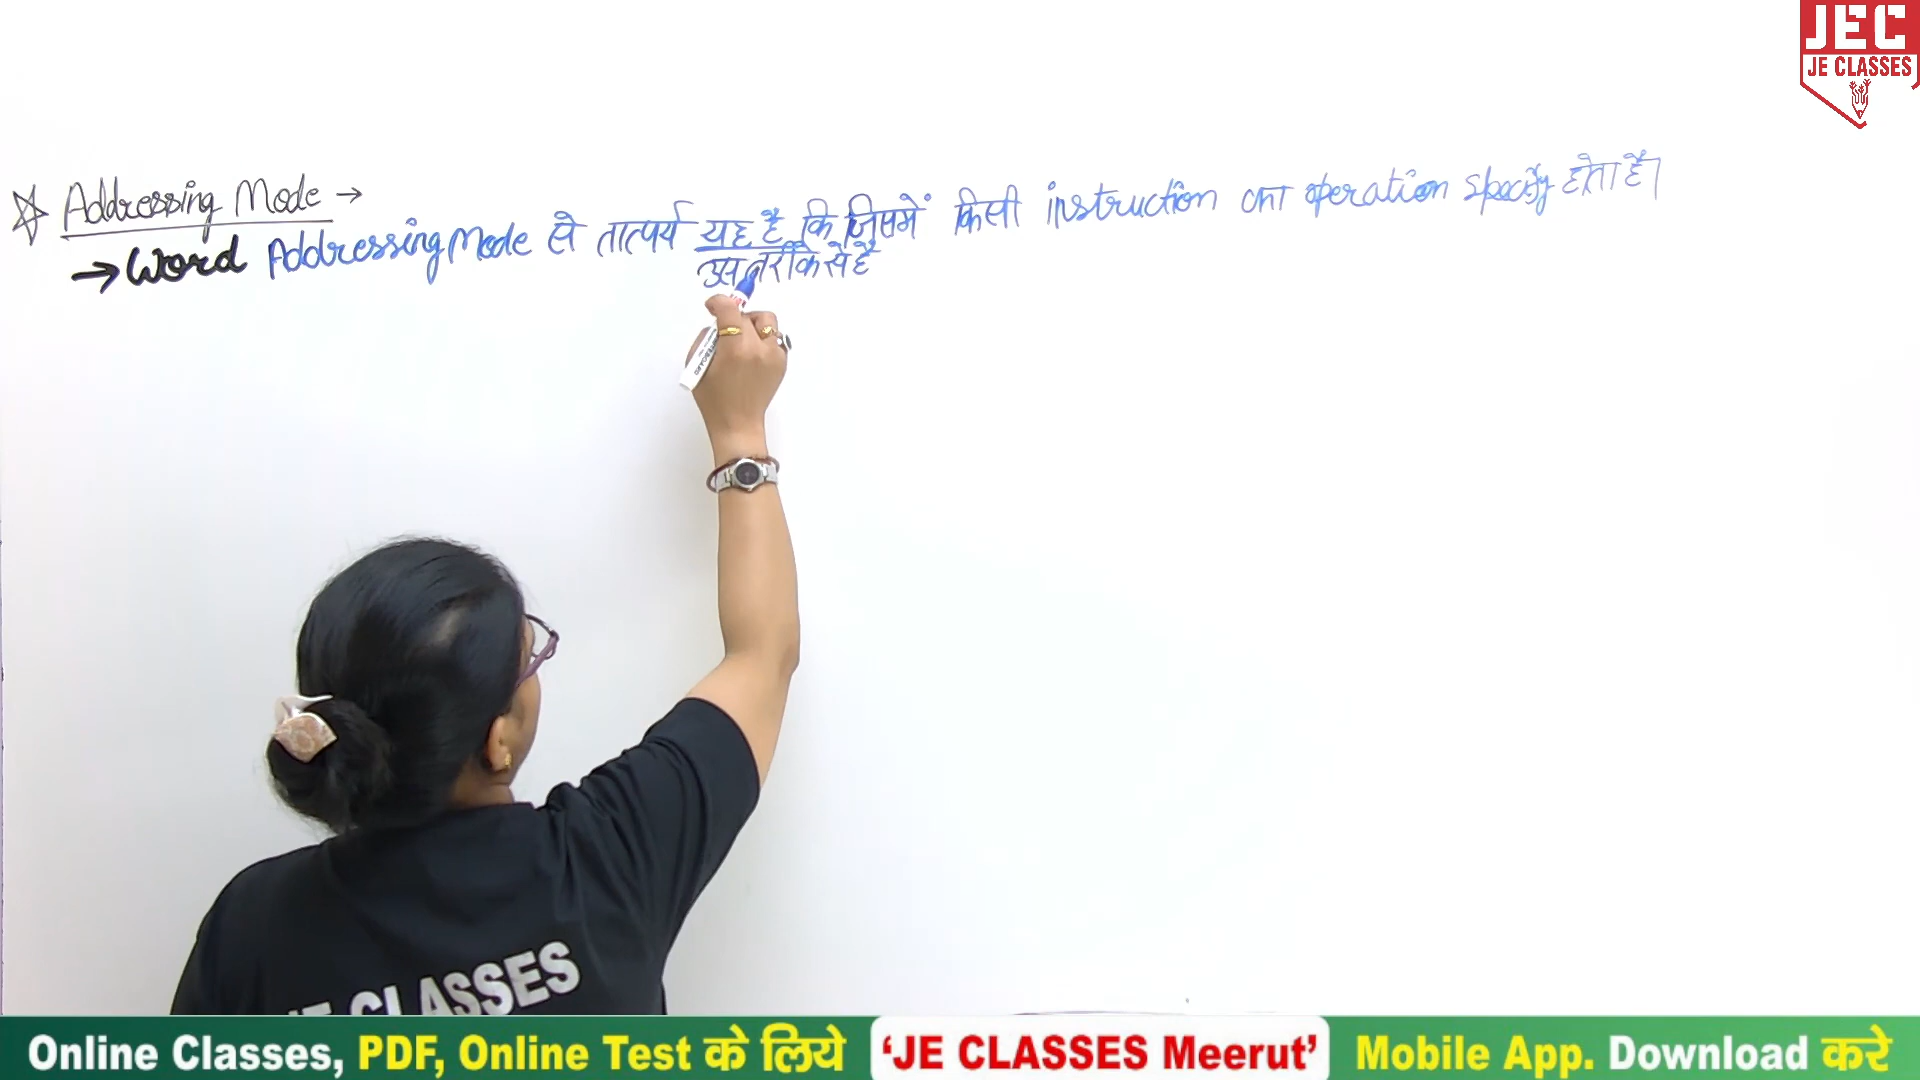 JEC
JE CLASSES
Addressing Mode →
→ Word Addressing Mode से तात्पर्य यह है कि जिसमें किसी instruction का operation specify होता है।
उस तरीके से है
JE CLASSES
Online Classes, PDF, Online Test के लिये 'JE CLASSES Meerut' Mobile App. Download करे